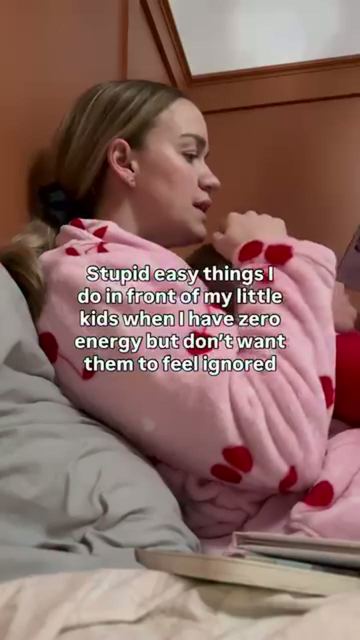 Stupid easy things I
do in front of my little
kids when I have zero
energy but don't want
them to feel ignored